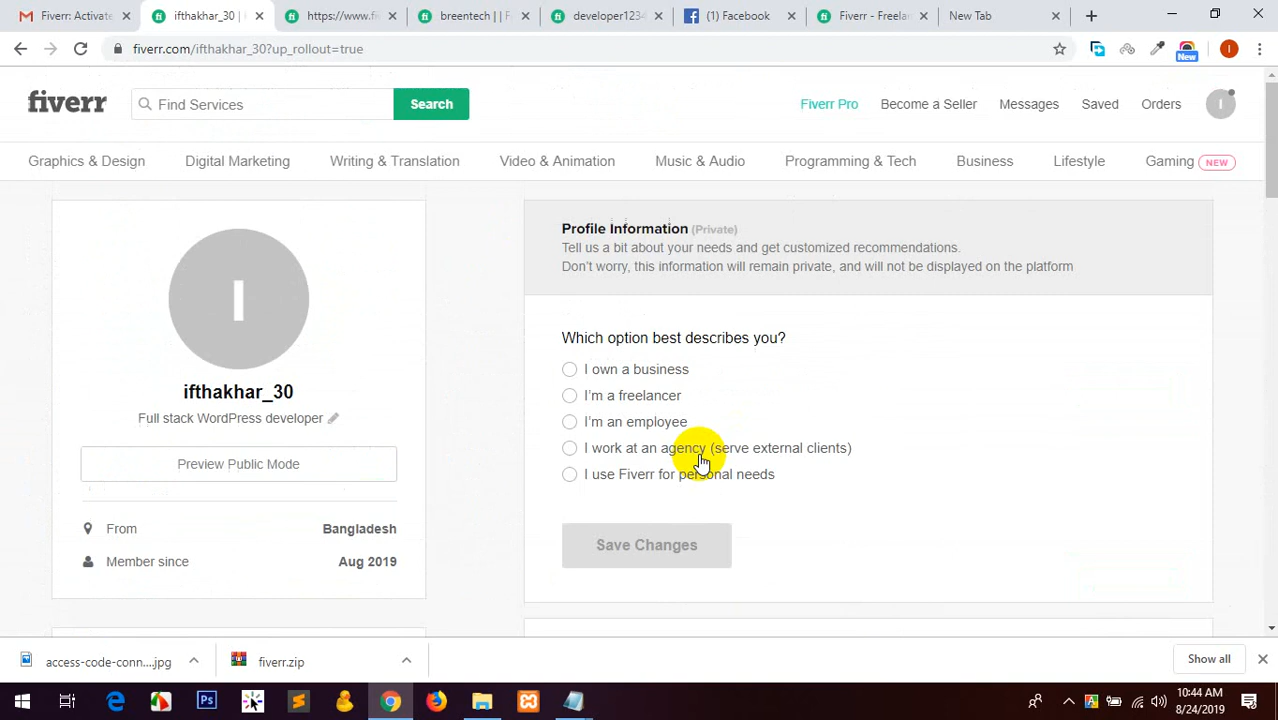 Fiverr: Activate
ifthakhar_30 |
https://www.fi
breentech | | F
developer1234
(1) Facebook
Fiverr - Freela
New Tab
fiverr.com/ifthakhar_30?up_rollout=true
New
I
fiverr
Find Services
Search
Fiverr Pro
Become a Seller
Messages
Saved
Orders
I
Graphics & Design
Digital Marketing
Writing & Translation
Video & Animation
Music & Audio
Programming & Tech
Business
Lifestyle
Gaming NEW
I
ifthakhar_30
Full stack WordPress developer
Preview Public Mode
From Bangladesh
Member since Aug 2019
Profile Information (Private)
Tell us a bit about your needs and get customized recommendations.
Don't worry, this information will remain private, and will not be displayed on the platform
Which option best describes you?
I own a business
I'm a freelancer
I'm an employee
I work at an agency (serve external clients)
I use Fiverr for personal needs
Save Changes
access-code-conn....jpg
fiverr.zip
Show all
Ps
10:44 AM
8/24/2019